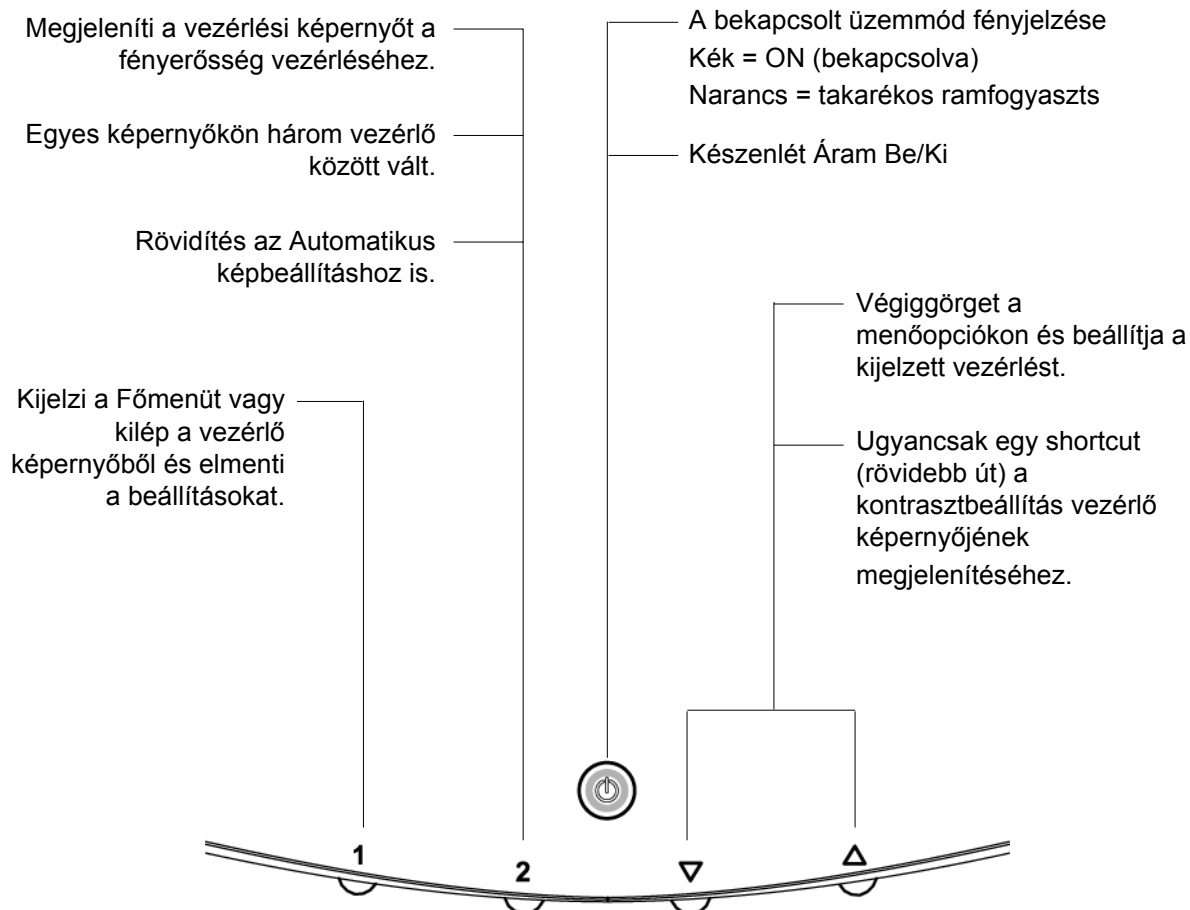 Megjeleníti a vezérlési képernyőt a
fényerősség vezérléséhez.
Egyes képernyőkön három vezérlő
között vált.
Rövidítés az Automatikus
képbeállításhoz is.
Kijelzi a Főmenüt vagy
kilép a vezérlő
képernyőből és elmenti
a beállításokat.
A bekapcsolt üzemmód fényjelzése
Kék = ON (bekapcsolva)
Narancs = takarékos ramfogyaszts
Készenlét Áram Be/Ki
Végiggörget a
menőopciókon és beállítja a
kijelzett vezérlést.
Ugyancsak egy shortcut
(rövidebb út) a
kontrasztbeállítás vezérlő
képernyőjének
megjelenítéséhez.
1
2